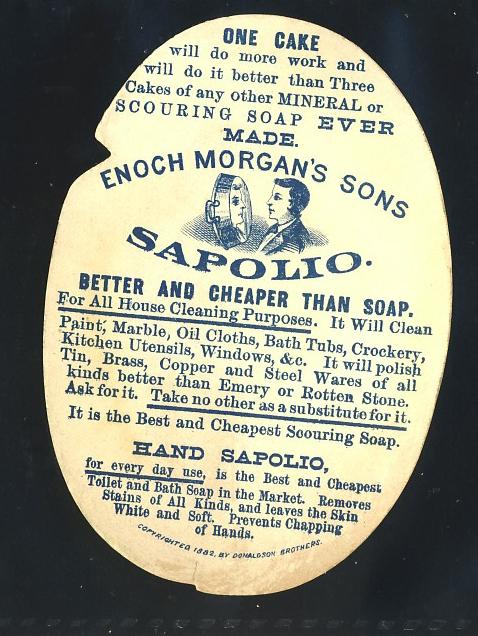 ONE CAKE
will do more work and
will do it better than Three
Cakes of any other MINERAL or
SCOURING SOAP EVER
MADE.
ENOCH MORGAN'S SONS
SAPOLIO.
BETTER AND CHEAPER THAN SOAP.
For All House Cleaning Purposes. It Will Clean
Paint, Marble, Oil Cloths, Bath Tubs, Crockery,
Kitchen Utensils, Windows, &c. It will polish
Tin, Brass, Copper and Steel Wares of all
kinds better than Emery or Rotten Stone.
Ask for it. Take no other as a substitute for it.
It is the Best and Cheapest Scouring Soap.
HAND SAPOLIO,
for every day use, is the Best and Cheapest
Toilet and Bath Soap in the Market. Removes
Stains of All Kinds, and leaves the Skin
White and Soft. Prevents Chapping
of Hands.
COPYRIGHTED 1882, BY DONALDSON BROTHERS.